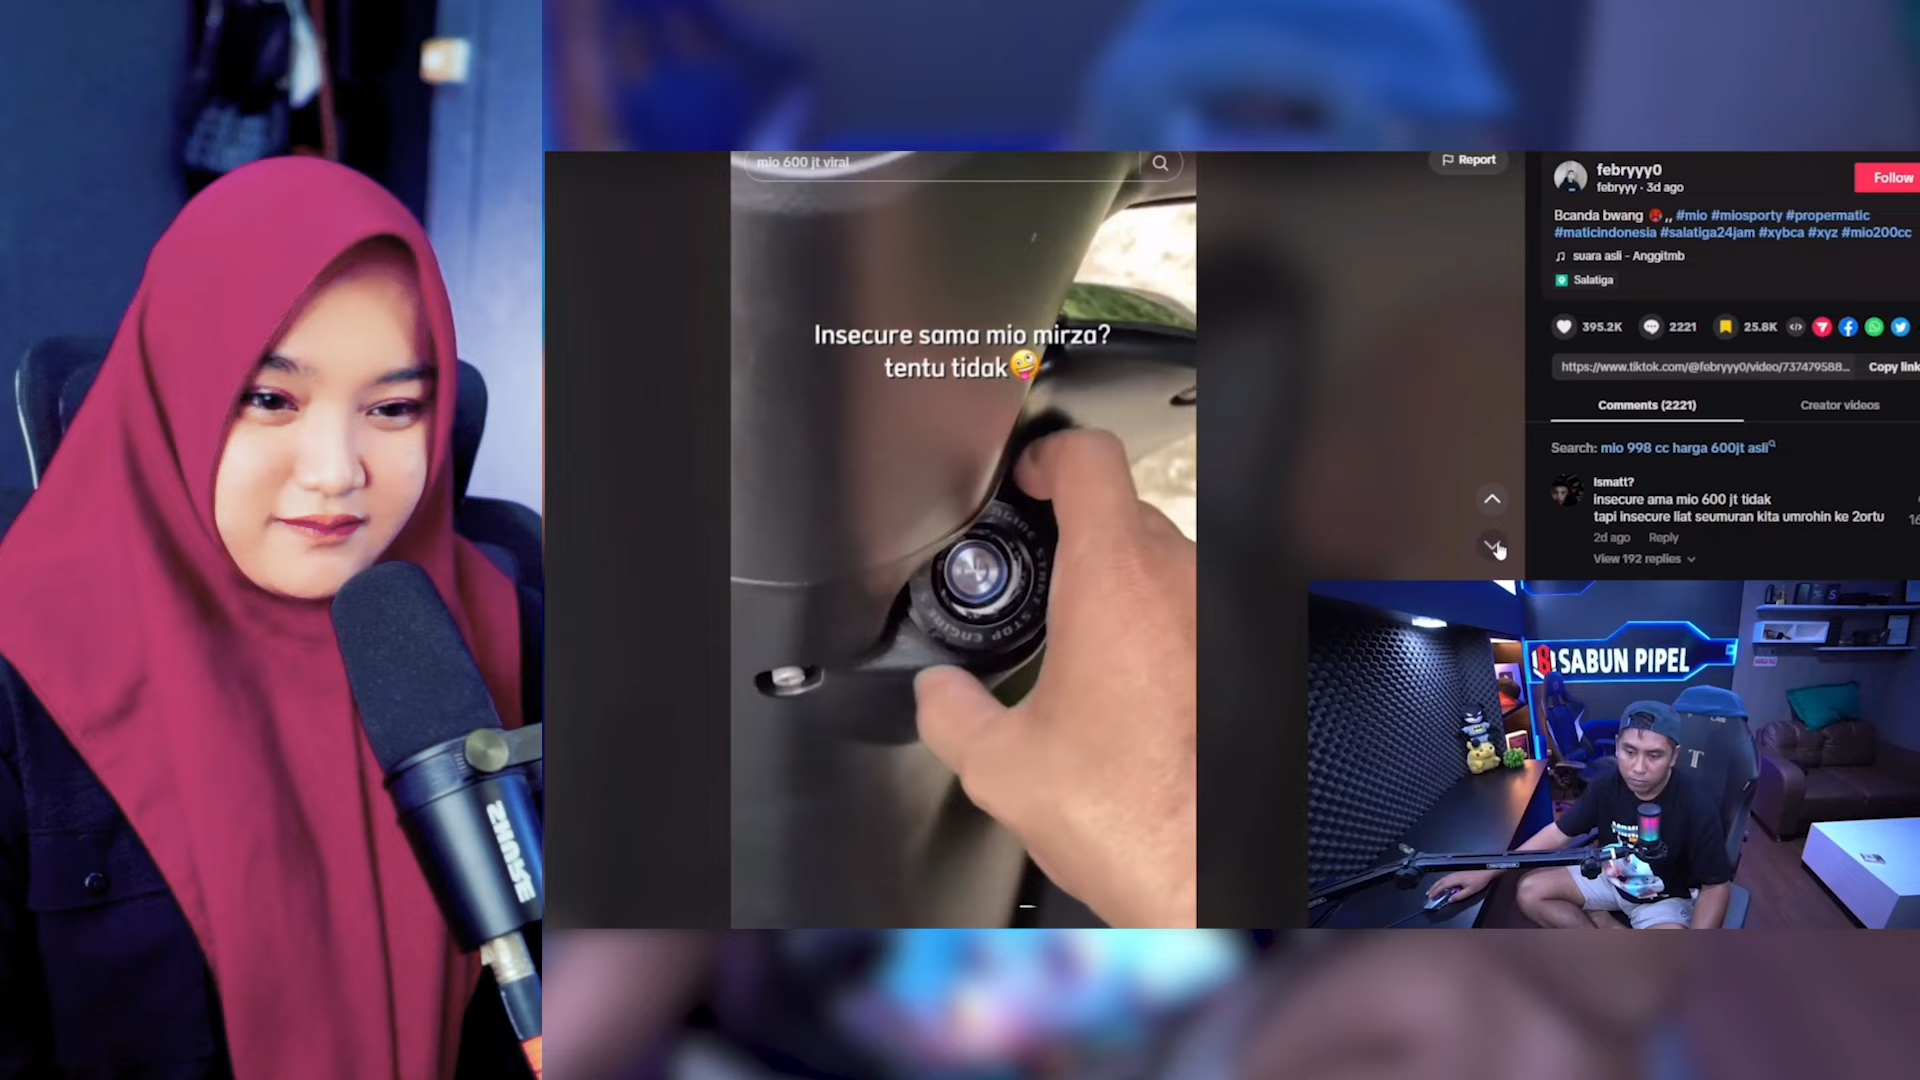 mio 600 jt viral
Report
Insecure sama mio mirza?
tentu tidak🤪
ENGINE START STOP ENGINE
febryyy0
febryyy · 3d ago
Follow
Bcanda bwang 😡,, #mio #miosporty #propermatic
#maticindonesia #salatiga24jam #xybca #xyz #mio200cc
suara asli - Anggitmb
Salatiga
395.2K 2221 25.8K
https://www.tiktok.com/@febryyy0/video/737479588... Copy link
Comments (2221) Creator videos
Search: mio 998 cc harga 600jt asli
Ismatt?
insecure ama mio 600 jt tidak
tapi insecure liat seumuran kita umrohin ke 2ortu
2d ago Reply
View 192 replies
SABUN PIPEL
SHURE